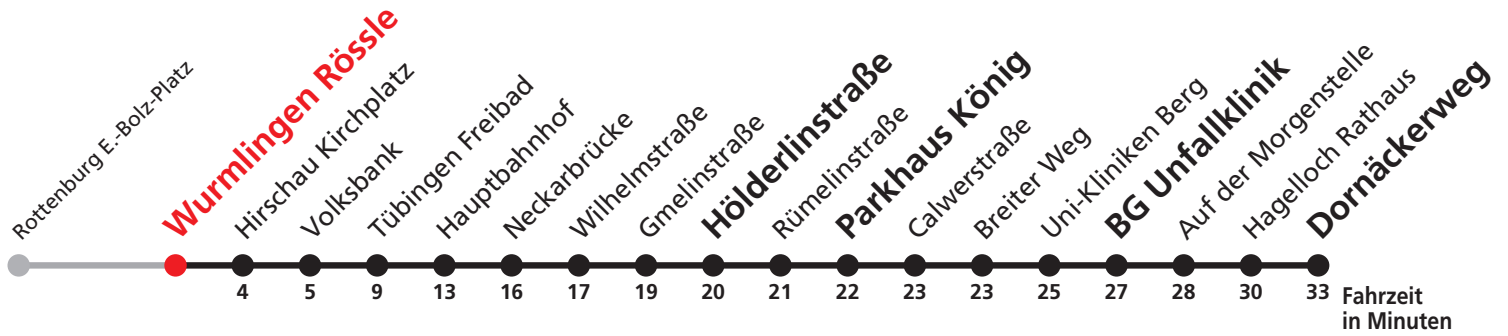 Rottenburg E.-Bolz-Platz
Wurmlingen Rössle
Hirschau Kirchplatz
Volksbank
Tübingen Freibad
Hauptbahnhof
Neckarbrücke
Wilhelmstraße
Gmelinstraße
Hölderlinstraße
Rümelinstraße
Parkhaus König
Calwerstraße
Breiter Weg
Uni-Kliniken Berg
BG Unfallklinik
Auf der Morgenstelle
Hagelloch Rathaus
Dornäckerweg
4 5 9 13 16 17 19 20 21 22 23 23 25 27 28 30 33 Fahrzeit
in Minuten